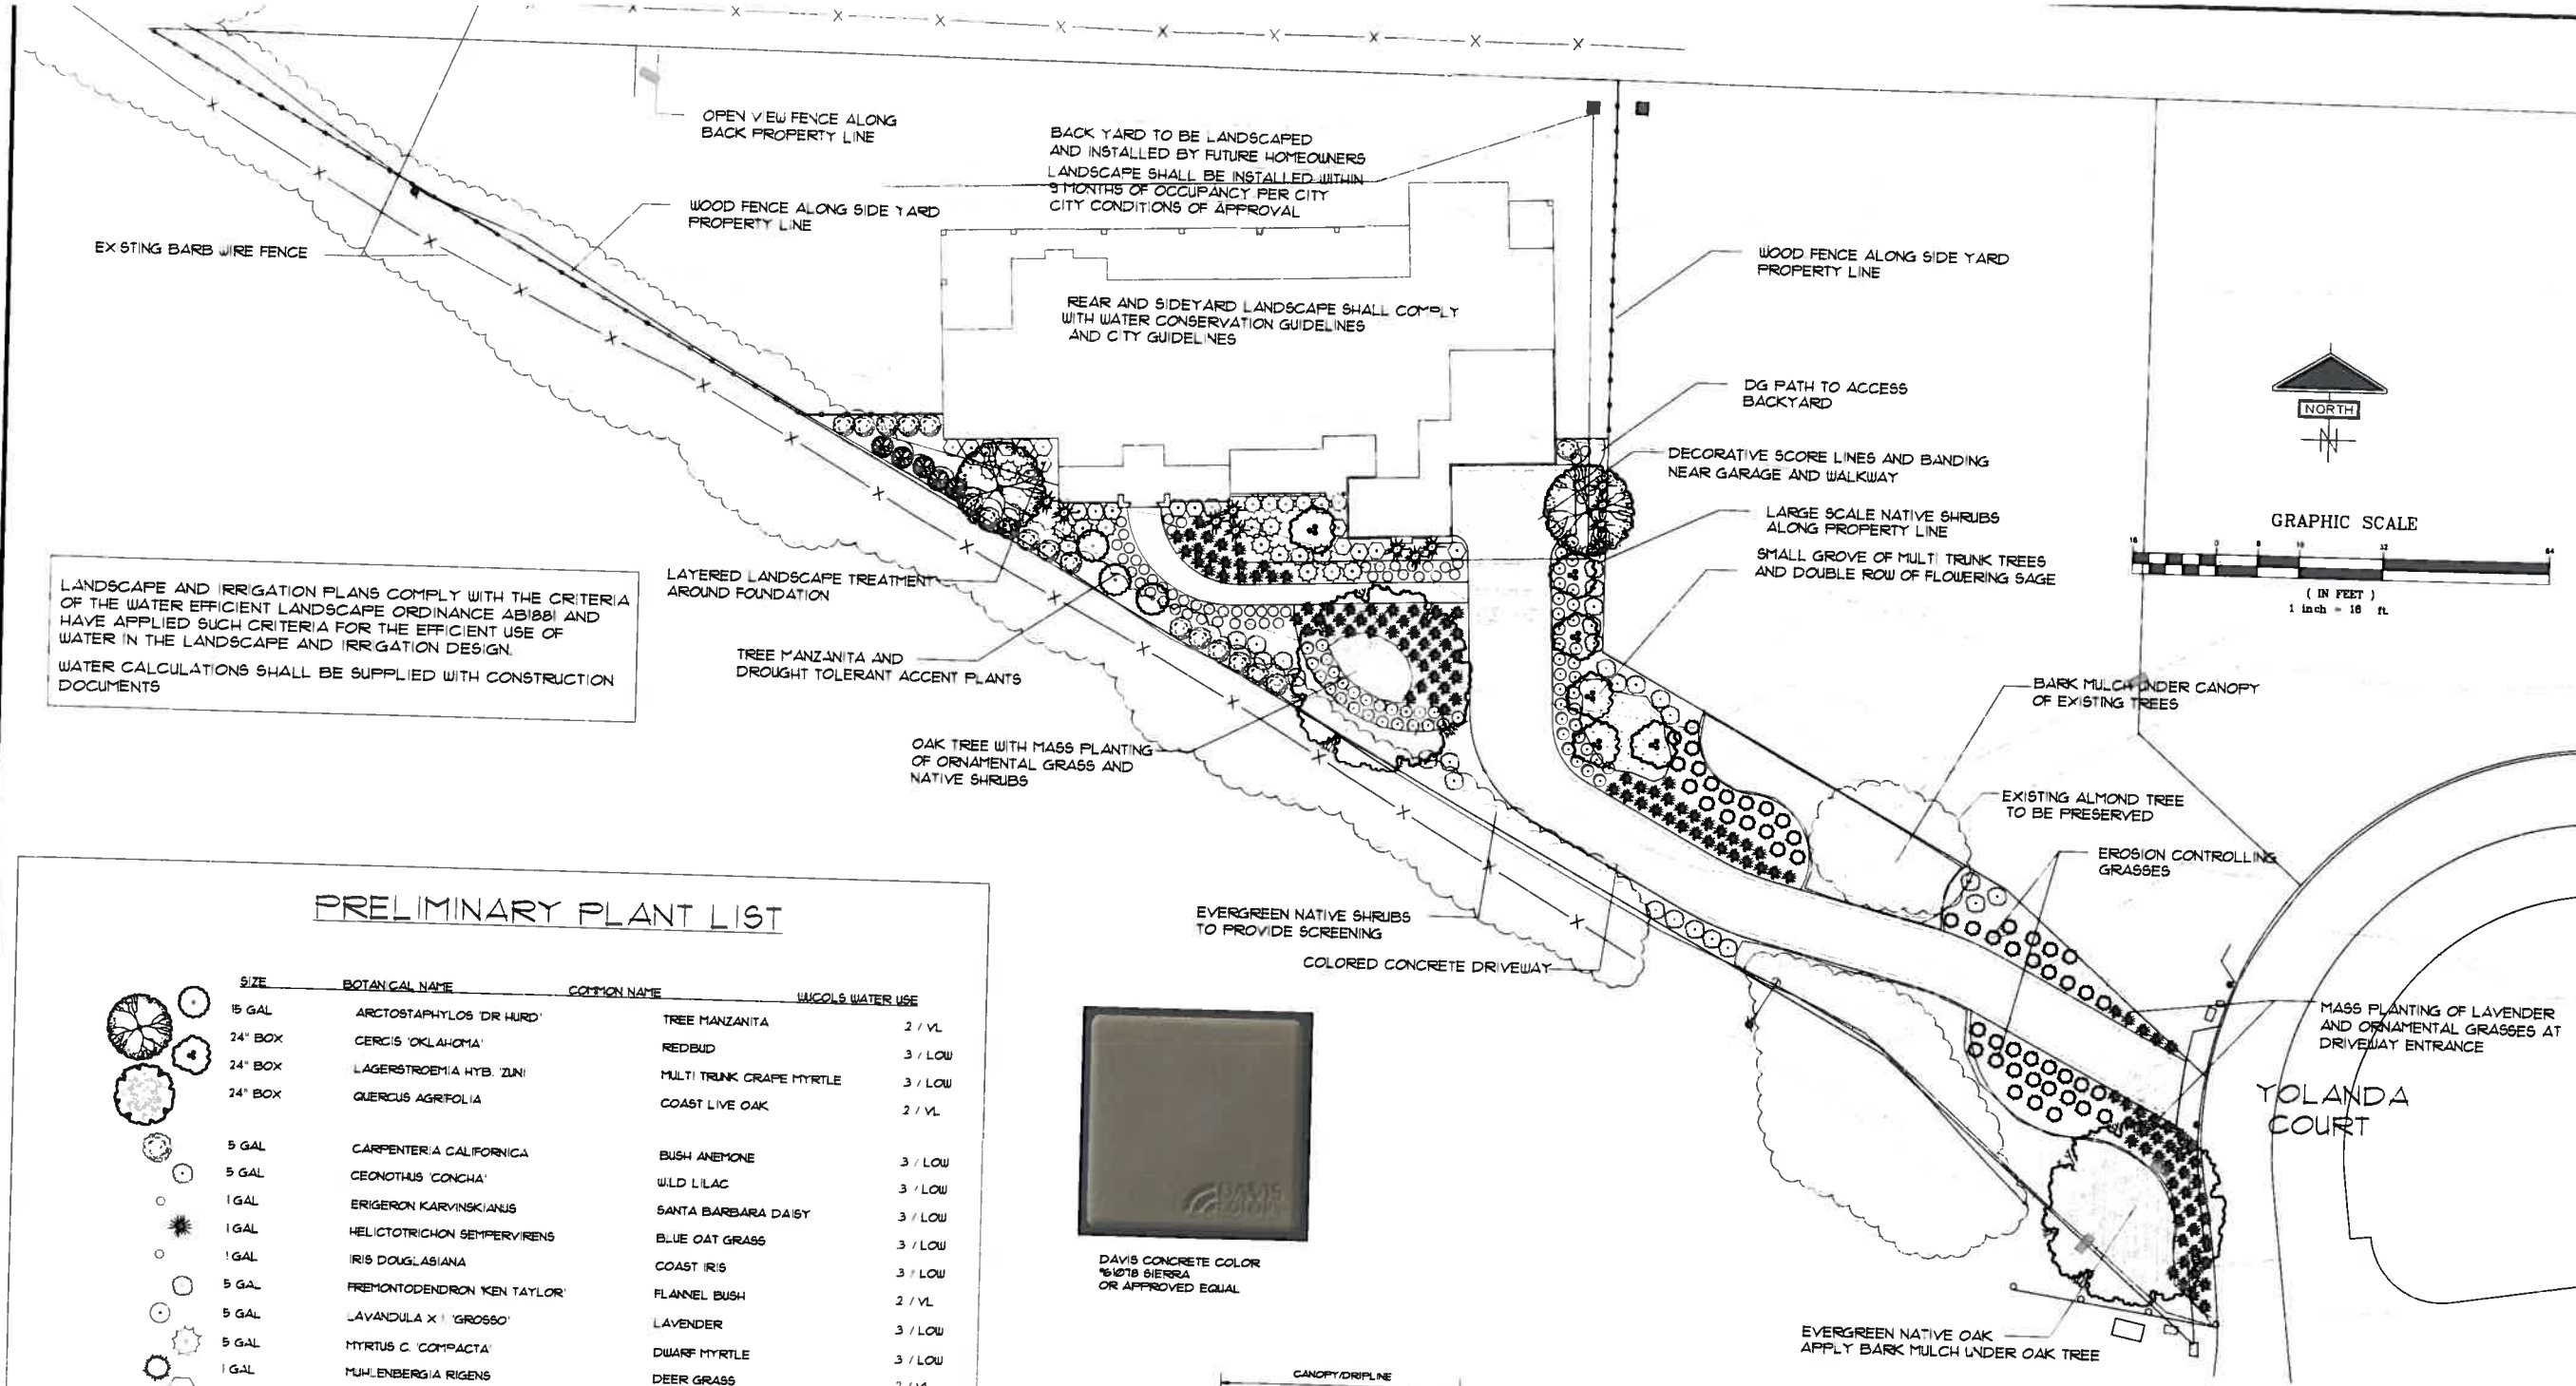 OPEN VIEW FENCE ALONG
BACK PROPERTY LINE
BACK YARD TO BE LANDSCAPED
AND INSTALLED BY FUTURE HOMEOWNERS
LANDSCAPE SHALL BE INSTALLED WITHIN
9 MONTHS OF OCCUPANCY PER CITY
CITY CONDITIONS OF APPROVAL
WOOD FENCE ALONG SIDE YARD
PROPERTY LINE
EXISTING BARB WIRE FENCE
REAR AND SIDEYARD LANDSCAPE SHALL COMPLY
WITH WATER CONSERVATION GUIDELINES
AND CITY GUIDELINES
WOOD FENCE ALONG SIDE YARD
PROPERTY LINE
DG PATH TO ACCESS
BACKYARD
DECORATIVE SCORE LINES AND BANDING
NEAR GARAGE AND WALKWAY
LARGE SCALE NATIVE SHRUBS
ALONG PROPERTY LINE
SMALL GROVE OF MULTI TRUNK TREES
AND DOUBLE ROW OF FLOWERING SAGE
NORTH
N
GRAPHIC SCALE
16 0 8 16 32 64
( IN FEET )
1 inch = 16 ft.
LANDSCAPE AND IRRIGATION PLANS COMPLY WITH THE CRITERIA
OF THE WATER EFFICIENT LANDSCAPE ORDINANCE AB1881 AND
HAVE APPLIED SUCH CRITERIA FOR THE EFFICIENT USE OF
WATER IN THE LANDSCAPE AND IRRIGATION DESIGN.
WATER CALCULATIONS SHALL BE SUPPLIED WITH CONSTRUCTION
DOCUMENTS
LAYERED LANDSCAPE TREATMENT
AROUND FOUNDATION
TREE MANZANITA AND
DROUGHT TOLERANT ACCENT PLANTS
OAK TREE WITH MASS PLANTING
OF ORNAMENTAL GRASS AND
NATIVE SHRUBS
BARK MULCH UNDER CANOPY
OF EXISTING TREES
EXISTING ALMOND TREE
TO BE PRESERVED
EROSION CONTROLLING
GRASSES
EVERGREEN NATIVE SHRUBS
TO PROVIDE SCREENING
COLORED CONCRETE DRIVEWAY
MASS PLANTING OF LAVENDER
AND ORNAMENTAL GRASSES AT
DRIVEWAY ENTRANCE
YOLANDA
COURT
EVERGREEN NATIVE OAK
APPLY BARK MULCH UNDER OAK TREE
PRELIMINARY PLANT LIST
SIZE BOTANICAL NAME COMMON NAME WUCOLS WATER USE
15 GAL ARCTOSTAPHYLOS 'DR HURD' TREE MANZANITA 2 / VL
24" BOX CERCIS 'OKLAHOMA' REDBUD 3 / LOW
24" BOX LAGERSTROEMIA HYB. 'ZUNI' MULTI TRUNK CRAPE MYRTLE 3 / LOW
24" BOX QUERCUS AGRIFOLIA COAST LIVE OAK 2 / VL
5 GAL CARPENTERIA CALIFORNICA BUSH ANEMONE 3 / LOW
5 GAL CEONOTHUS 'CONCHA' WILD LILAC 3 / LOW
1 GAL ERIGERON KARVINSKIANUS SANTA BARBARA DAISY 3 / LOW
1 GAL HELICTOTRICHON SEMPERVIRENS BLUE OAT GRASS 3 / LOW
1 GAL IRIS DOUGLASIANA COAST IRIS 3 / LOW
5 GAL FREMONTODENDRON 'KEN TAYLOR' FLANNEL BUSH 2 / VL
5 GAL LAVANDULA X I 'GROSSO' LAVENDER 3 / LOW
5 GAL MYRTUS C. 'COMPACTA' DWARF MYRTLE 3 / LOW
1 GAL MUHLENBERGIA RIGENS DEER GRASS
DAVIS
COLORS
DAVIS CONCRETE COLOR
#61078 SIERRA
OR APPROVED EQUAL
CANOPY/DRIPLINE